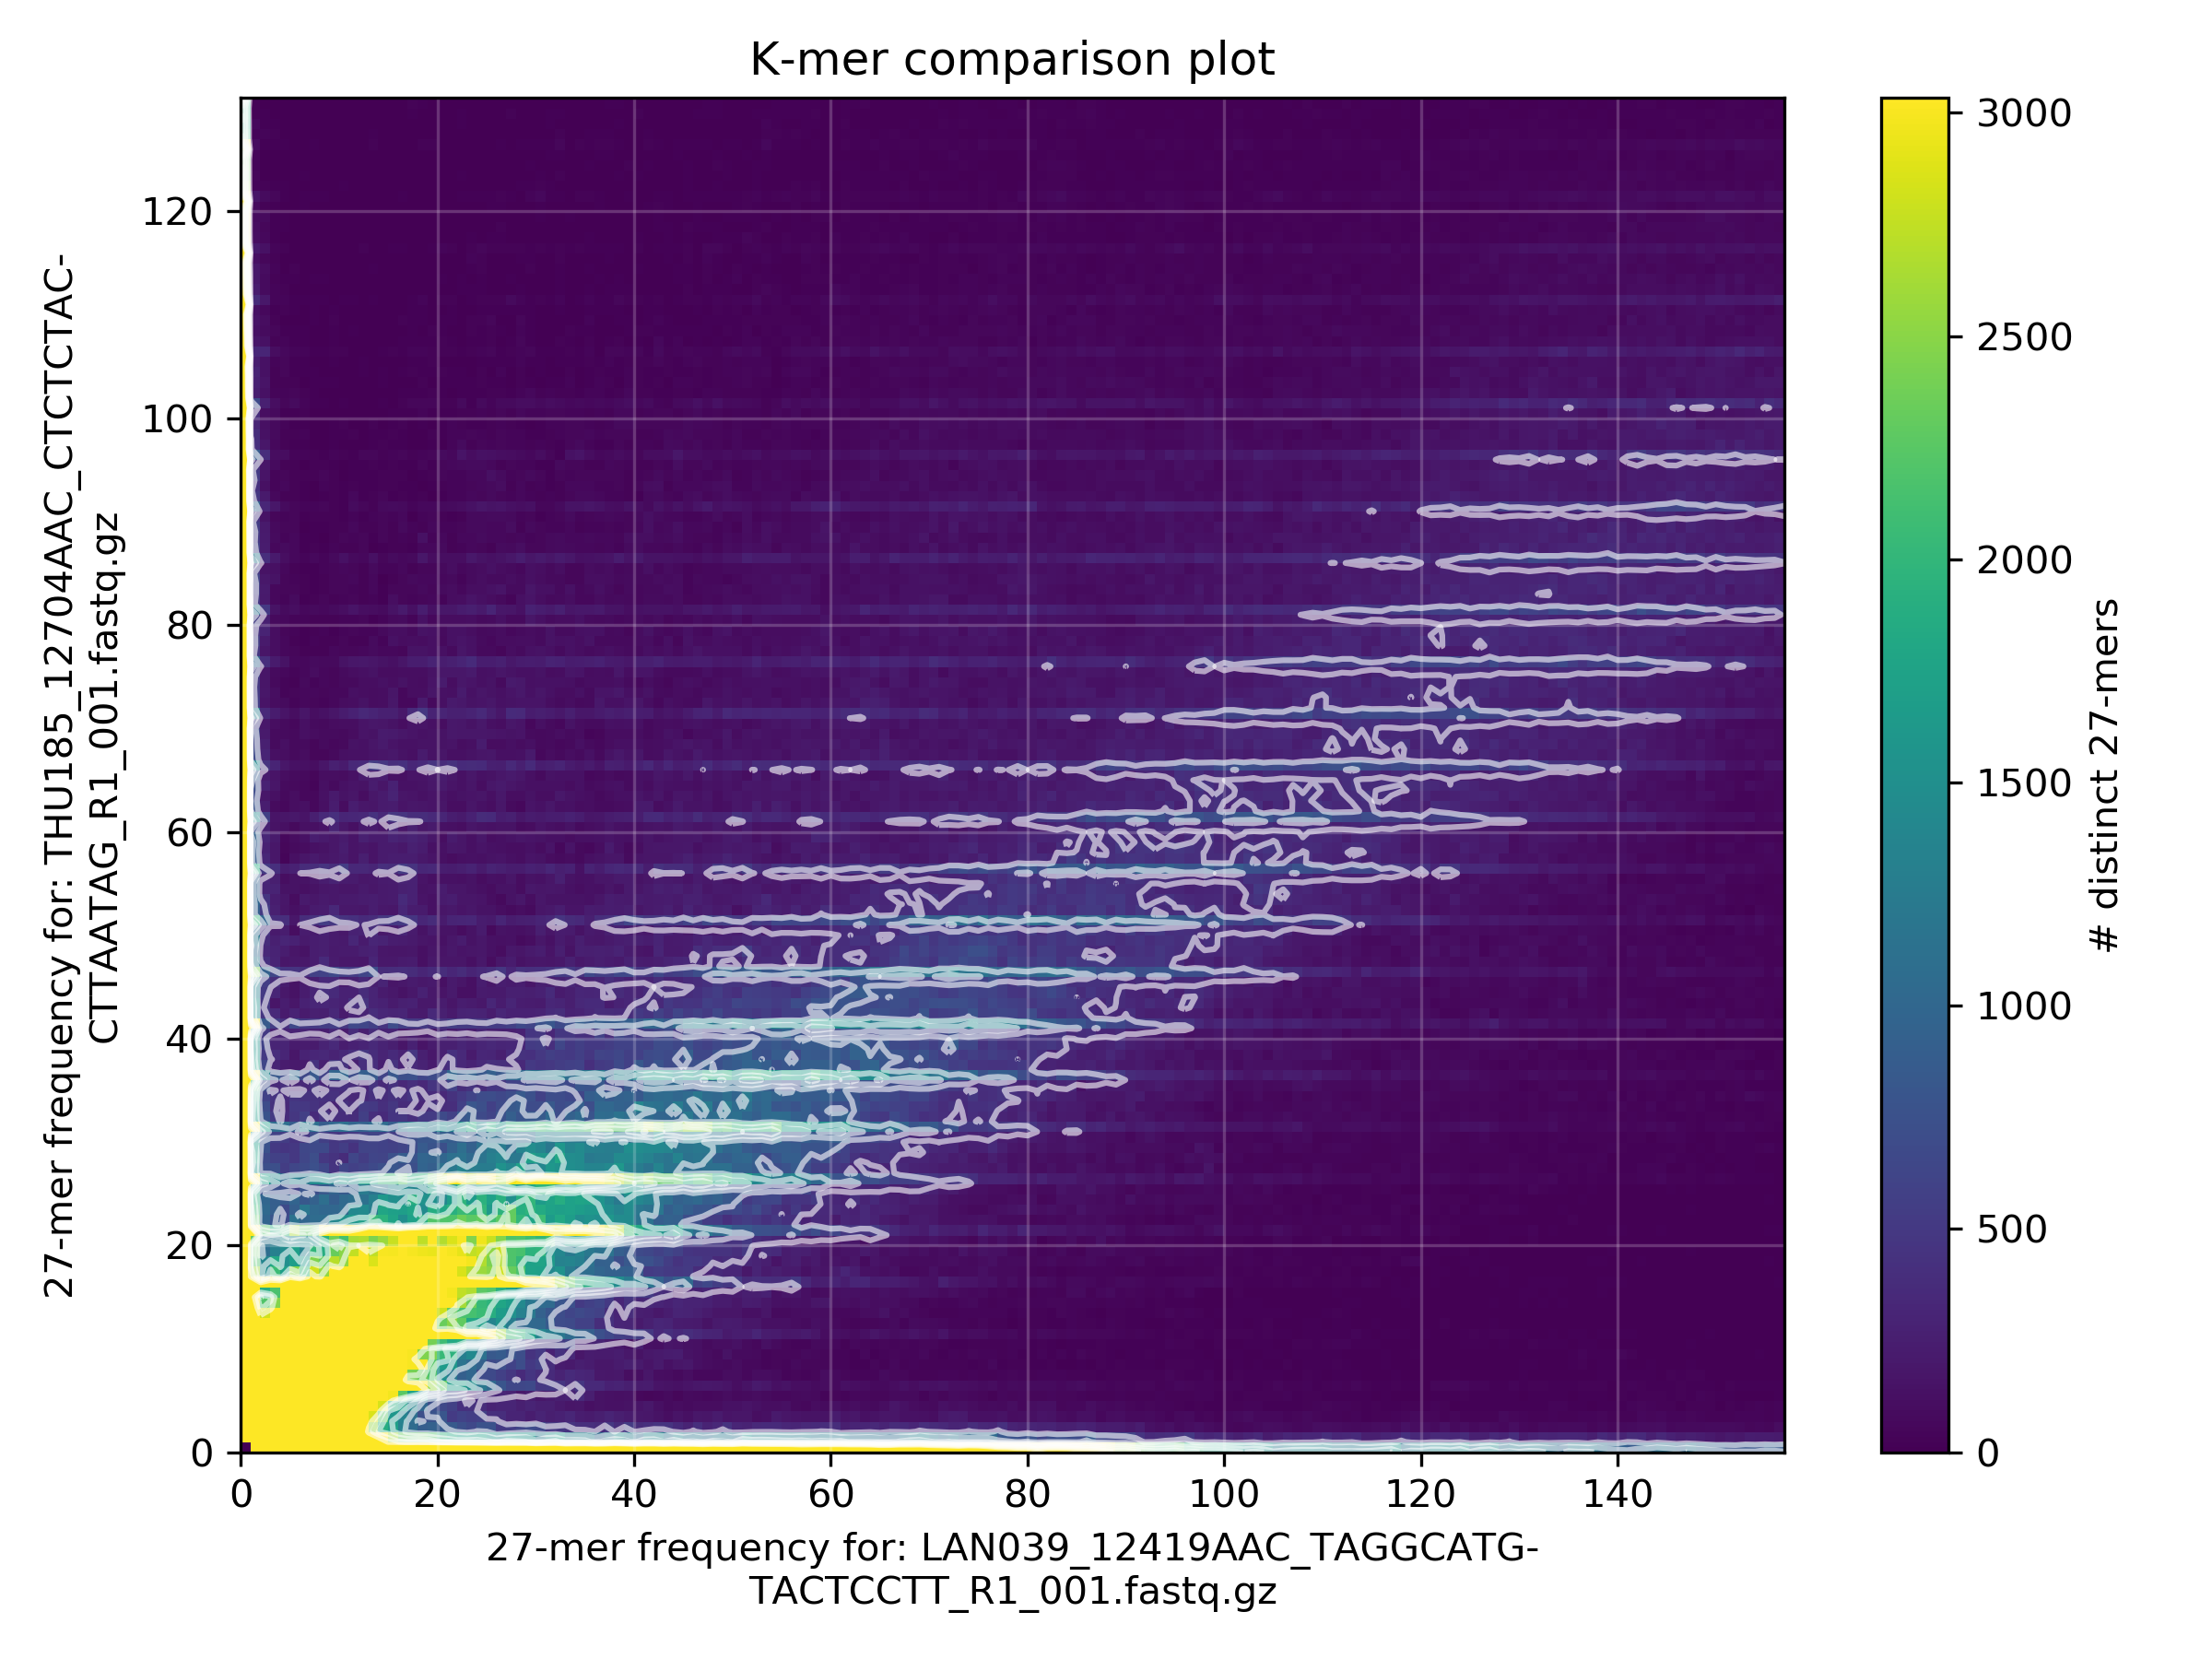 K-mer comparison plot
27-mer frequency for: THU185_12704AAC_CTCTCTAC-
CTTAATAG_R1_001.fastq.gz
120
100
80
60
40
20
0
0 20 40 60 80 100 120 140
27-mer frequency for: LAN039_12419AAC_TAGGCATG-
TACTCCTT_R1_001.fastq.gz
3000
2500
2000
1500
1000
500
0
# distinct 27-mers